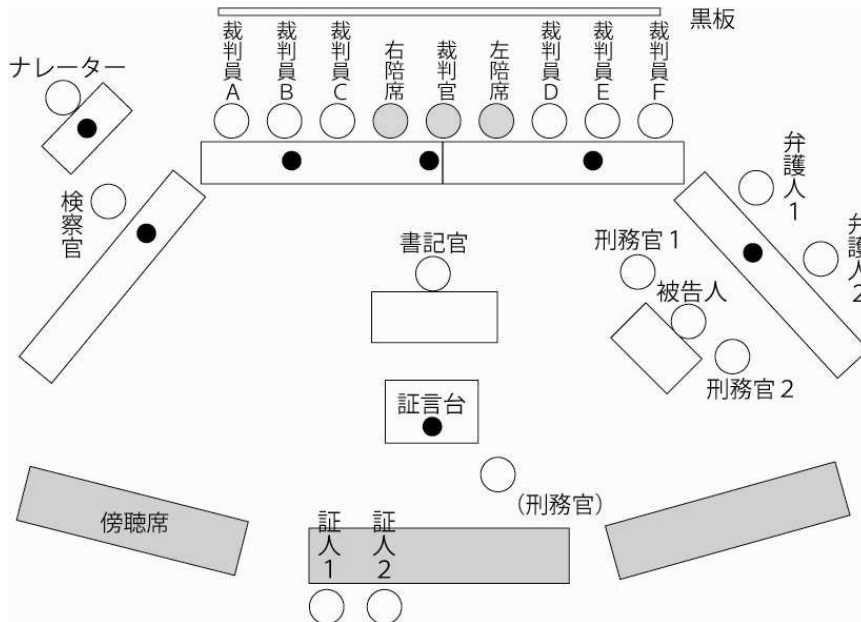 黒板
裁判員A
裁判員B
裁判員C
右陪席
裁判官
左陪席
裁判員D
裁判員E
裁判員F
ナレーター
検察官
弁護人1
弁護人2
書記官
刑務官1
被告人
刑務官2
証言台
(刑務官)
傍聴席
証人1
証人2